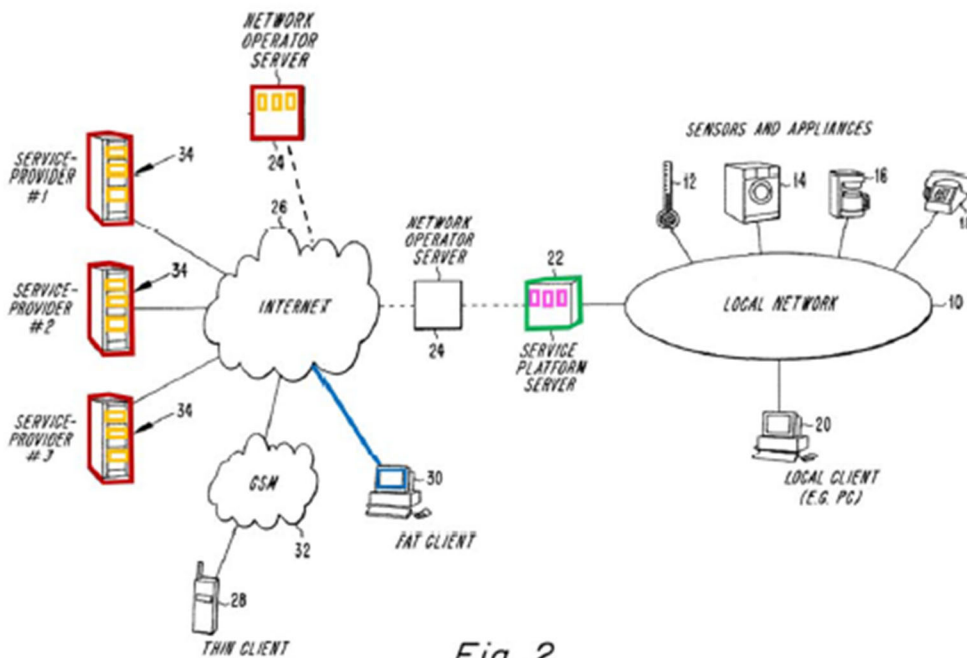 NETWORK
OPERATOR
SERVER
24
SERVICE-
PROVIDER
#1
34
26
SERVICE-
PROVIDER
#2
34
INTERNET
NETWORK
OPERATOR
SERVER
24
22
SERVICE
PLATFORM
SERVER
SENSORS AND APPLIANCES
12
14
16
LOCAL NETWORK
10
SERVICE-
PROVIDER
#3
34
GSM
32
30
FAT CLIENT
20
LOCAL CLIENT
(E.G. PC)
28
THIN CLIENT
Fig. 2